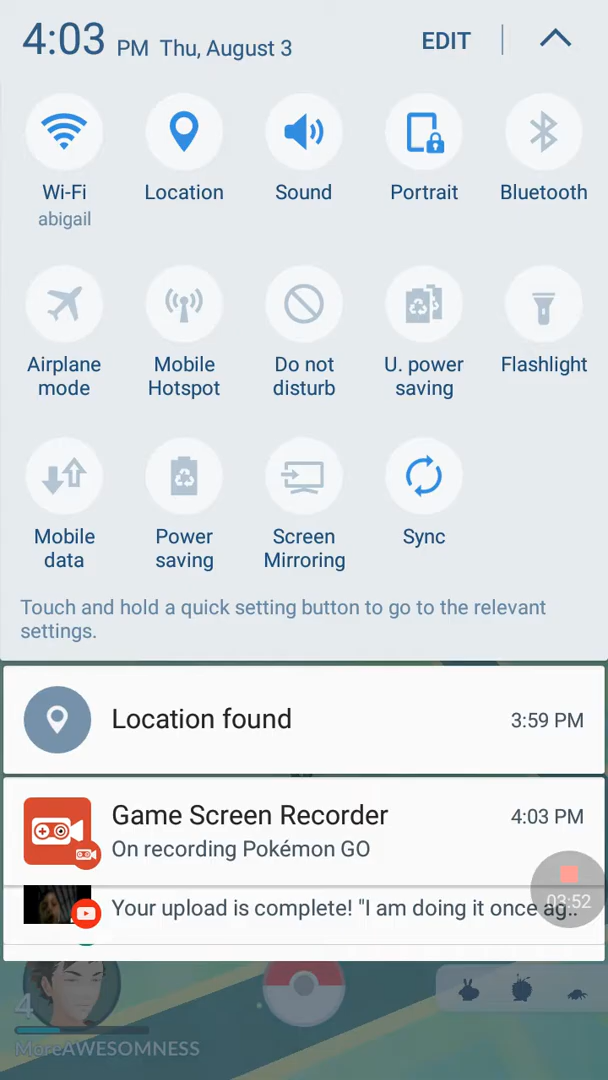 4:03 PM Thu, August 3 EDIT
Wi-Fi Location Sound Portrait Bluetooth
abigail
Airplane Mobile Do not U. power Flashlight
mode Hotspot disturb saving
Mobile Power Screen Sync
data saving Mirroring
Touch and hold a quick setting button to go to the relevant
settings.
Location found 3:59 PM
Game Screen Recorder 4:03 PM
On recording Pokémon GO
03:52
Your upload is complete! "I am doing it once ag..
4
MoreAWESOMNESS